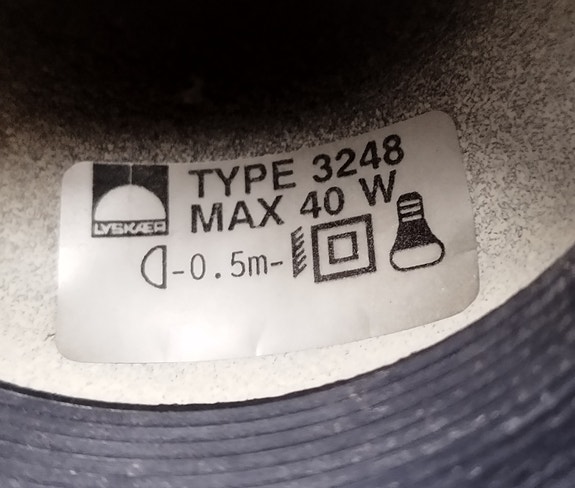 TYPE 3248
LYSKÆR
MAX 40 W
-0.5m-